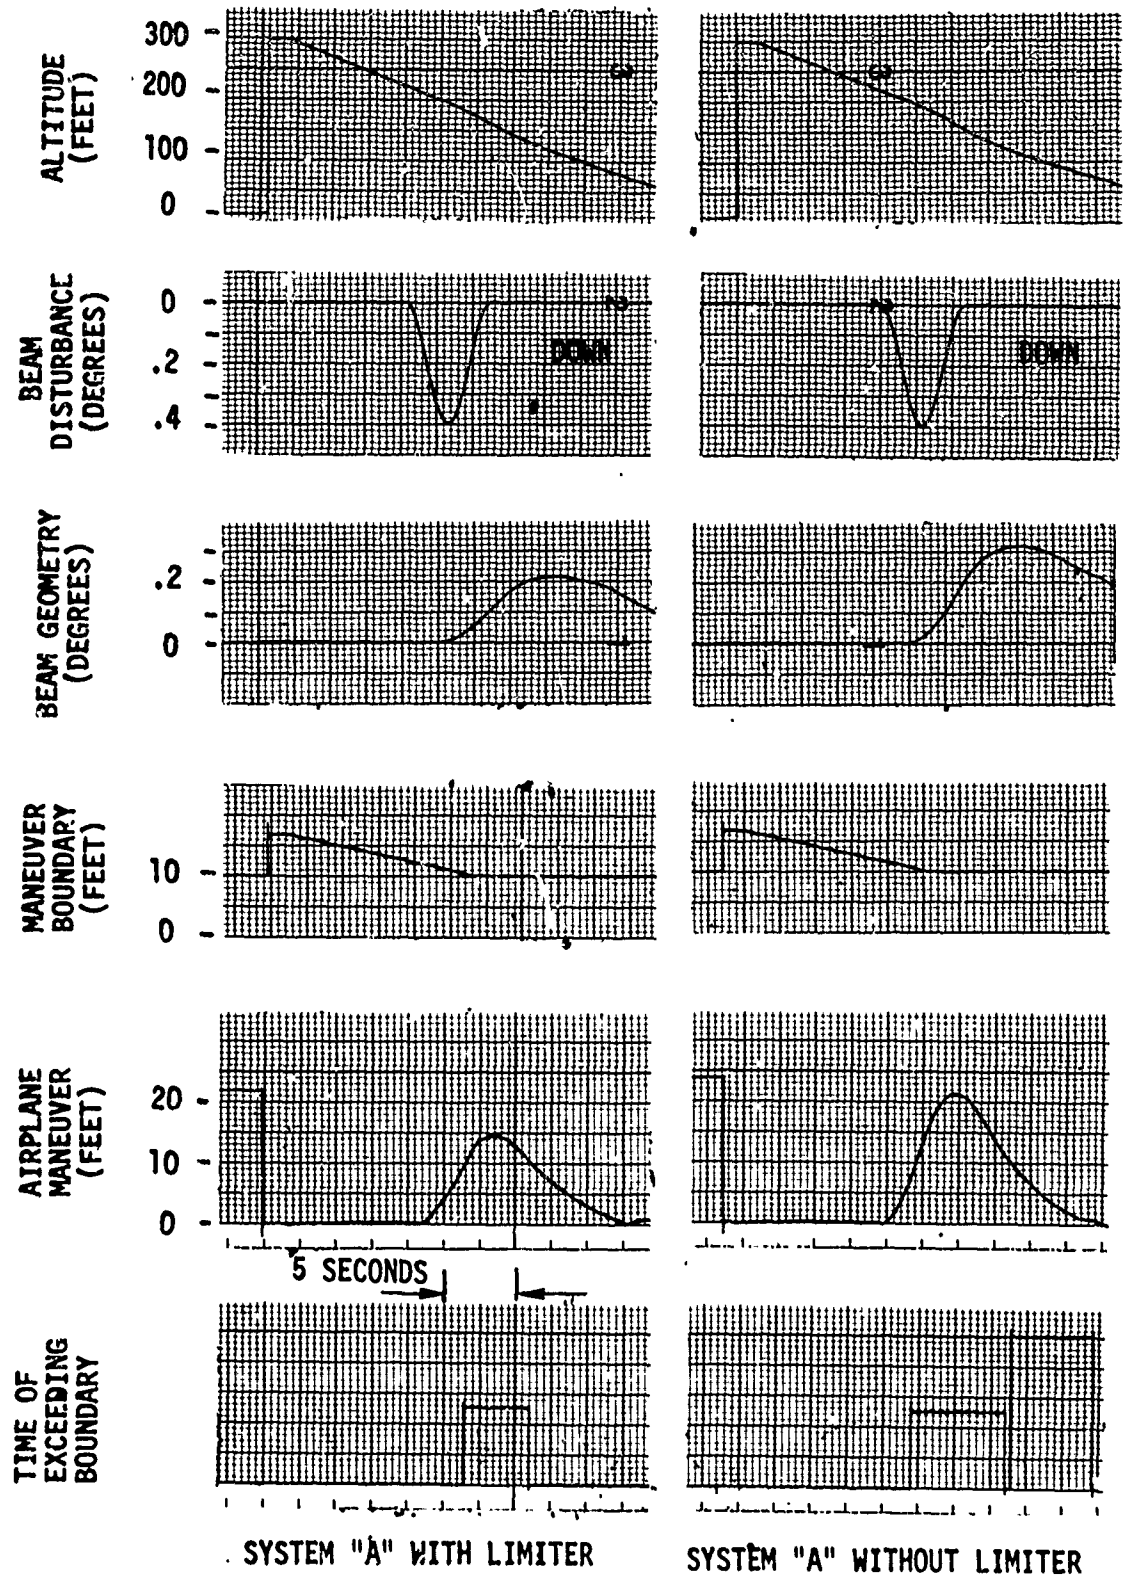 ALTITUDE
(FEET)
300
200
100
0
BEAM
DISTURBANCE
(DEGREES)
0
.2
.4
DOWN
DOWN
BEAM GEOMETRY
(DEGREES)
.2
0
MANEUVER
BOUNDARY
(FEET)
10
0
AIRPLANE
MANEUVER
(FEET)
20
10
0
5 SECONDS
TIME OF
EXCEEDING
BOUNDARY
SYSTEM "A" WITH LIMITER
SYSTEM "A" WITHOUT LIMITER